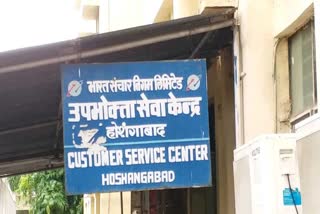 भारत संचार निगम लिमिटेड
उपभोक्ता सेवा केन्द्र
होशंगाबाद
CUSTOMER SERVICE CENTER
HOSHANGABAD